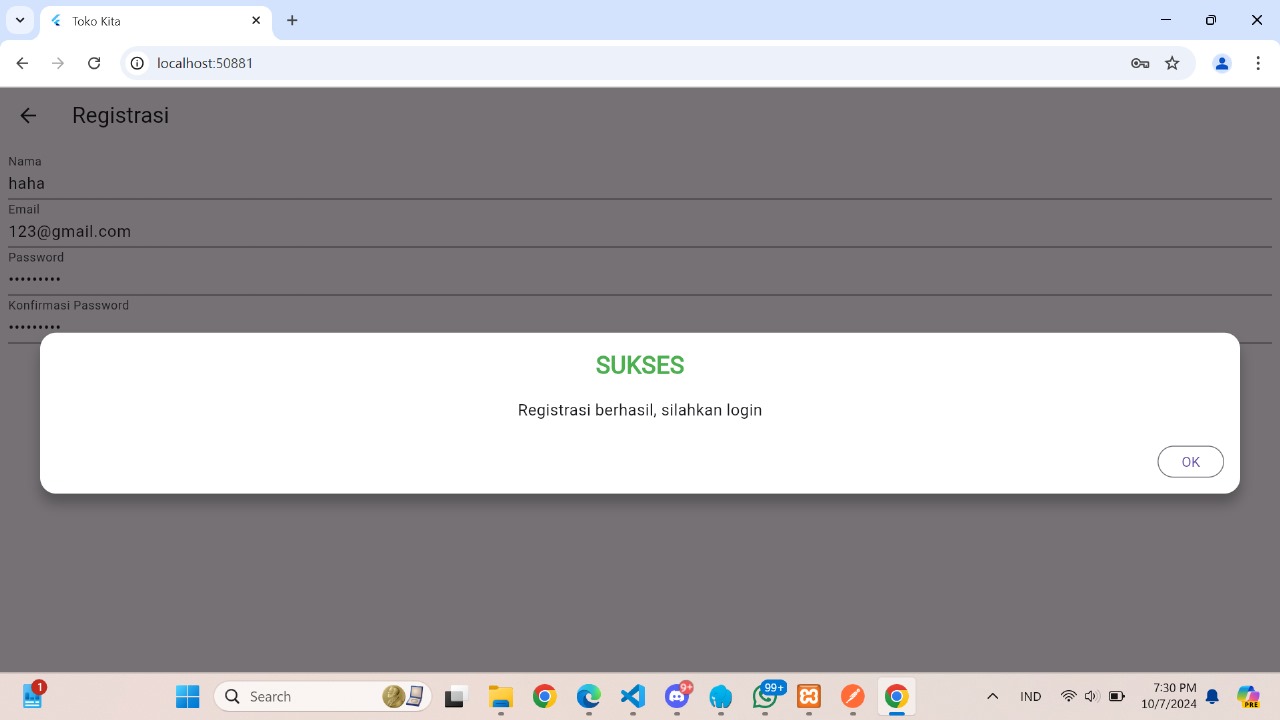 Toko Kita
localhost:50881
Registrasi
Nama
haha
Email
123@gmail.com
Password
•••••••••
Konfirmasi Password
•••••••••
SUKSES
Registrasi berhasil, silahkan login
OK
1
Search
9+
99+
PRE
IND
7:30 PM
10/7/2024